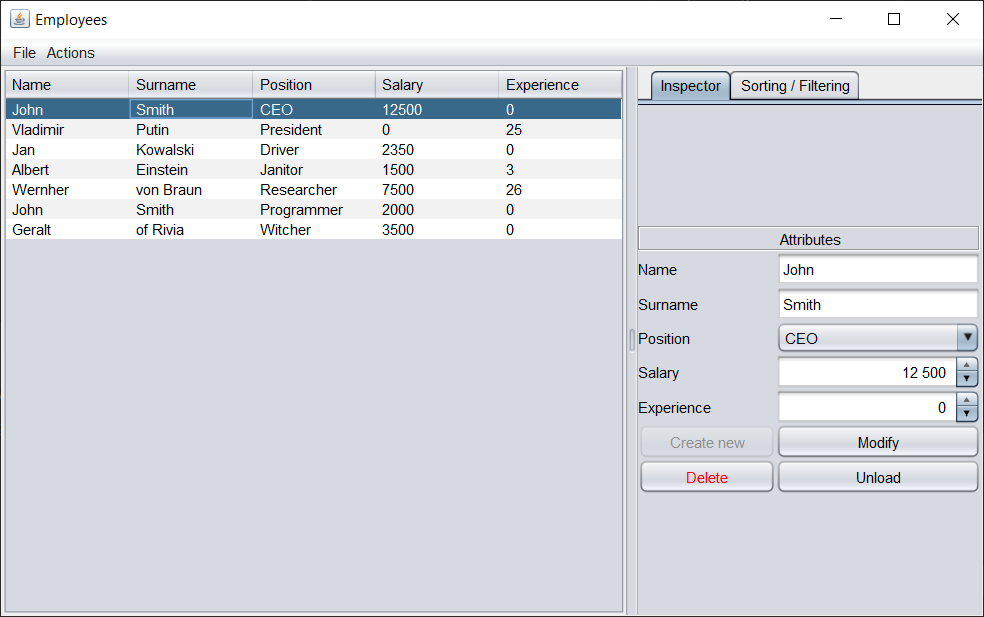 Employees
File Actions
Name Surname Position Salary Experience
John Smith CEO 12500 0
Vladimir Putin President 0 25
Jan Kowalski Driver 2350 0
Albert Einstein Janitor 1500 3
Wernher von Braun Researcher 7500 26
John Smith Programmer 2000 0
Geralt of Rivia Witcher 3500 0
Inspector Sorting / Filtering
Attributes
Name John
Surname Smith
Position CEO
Salary 12 500
Experience 0
Create new Modify
Delete Unload